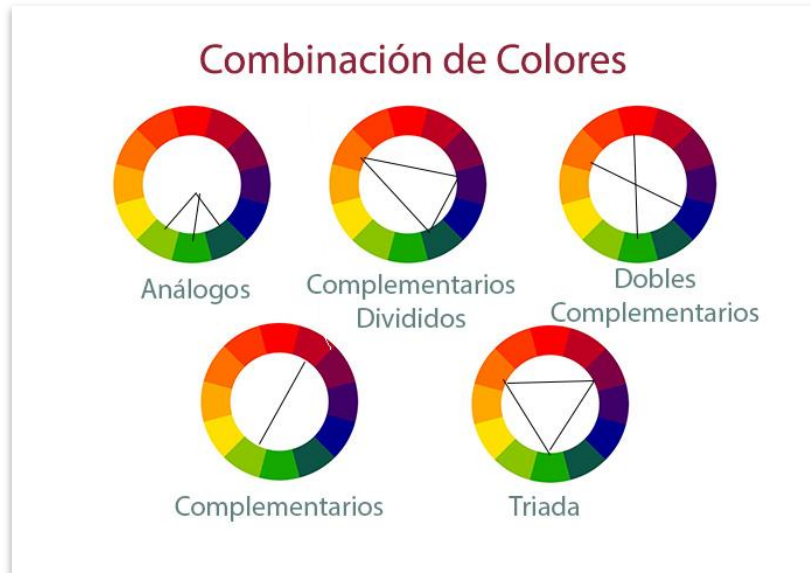 Combinación de Colores
Análogos
Complementarios
Divididos
Dobles
Complementarios
Complementarios
Triada